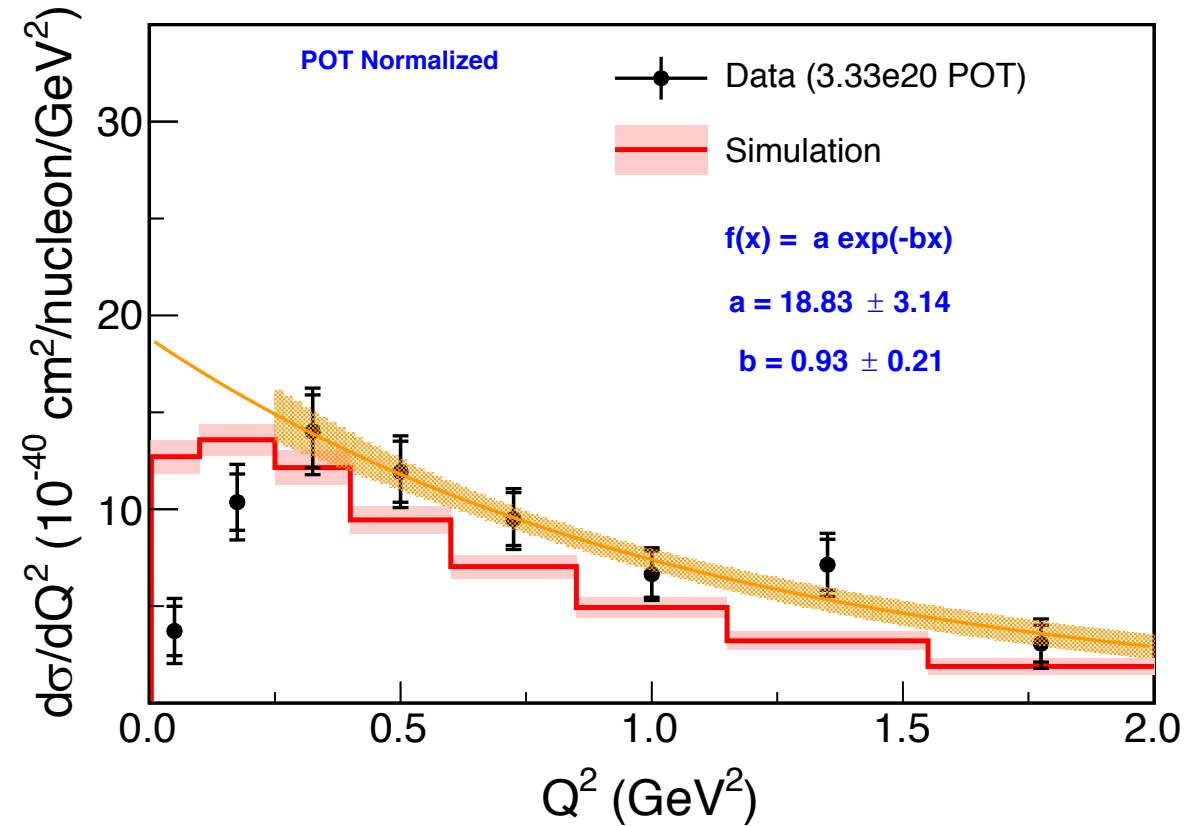 POT Normalized
Data (3.33e20 POT)
Simulation
f(x) = a exp(-bx)
a = 18.83 ± 3.14
b = 0.93 ± 0.21
dσ/dQ² (10⁻⁴⁰ cm²/nucleon/GeV²)
30
20
10
0.0 0.5 1.0 1.5 2.0
Q² (GeV²)